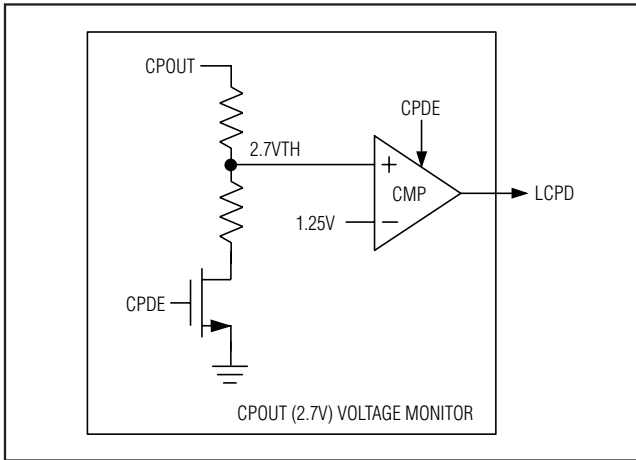 CPOUT
CPDE
2.7VTH
+
CMP
LCPD
1.25V
−
CPDE
CPOUT (2.7V) VOLTAGE MONITOR